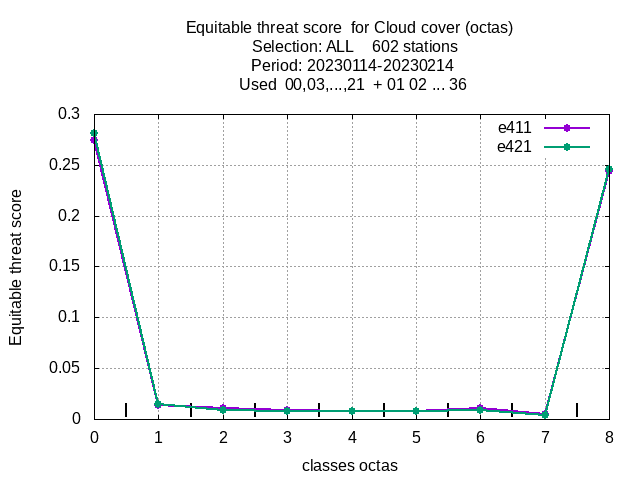 Equitable threat score  for Cloud cover (octas)
Selection: ALL    602 stations
Period: 20230114-20230214
Used  00,03,...,21  + 01 02 ... 36
e411
e421
Equitable threat score
0.3
0.25
0.2
0.15
0.1
0.05
0
0 1 2 3 4 5 6 7 8
classes octas